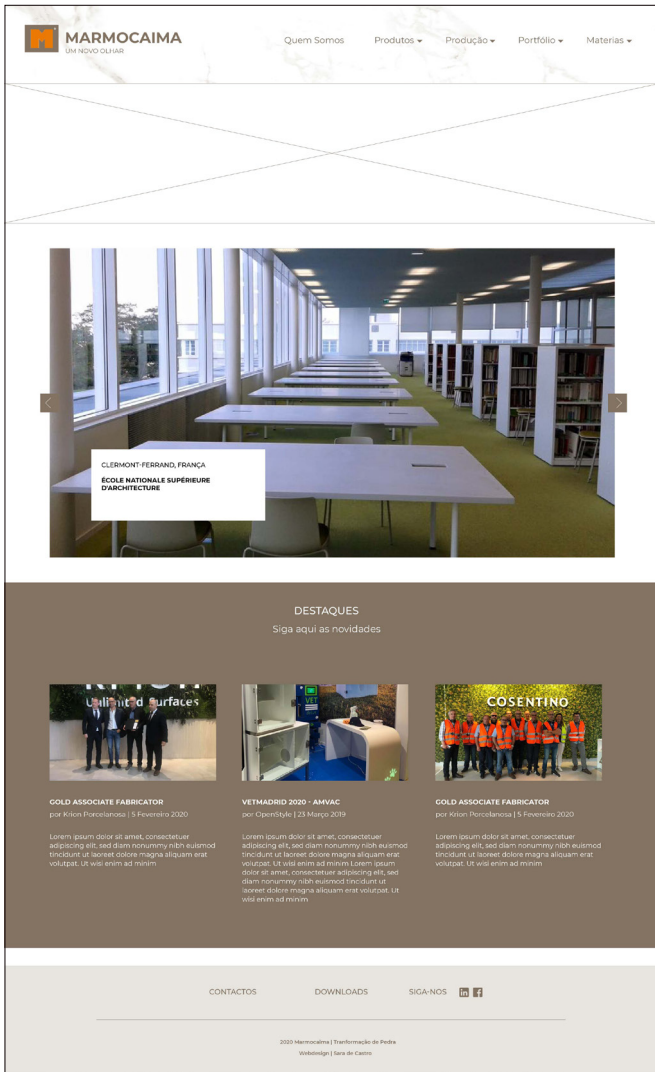 MARMOCAIMA
UM NOVO OLHAR
Quem Somos
Produtos
Produção
Portfólio
Materias
CLERMONT-FERRAND, FRANÇA
ÉCOLE NATIONALE SUPÉRIEURE
D'ARCHITECTURE
DESTAQUES
Siga aqui as novidades
Unlimited Surfaces
VET
COSENTINO
GOLD ASSOCIATE FABRICATOR
por Krion Porcelanosa | 5 Fevereiro 2020
Lorem ipsum dolor sit amet, consectetuer
adipiscing elit, sed diam nonummy nibh euismod
tincidunt ut laoreet dolore magna aliquam erat
volutpat. Ut wisi enim ad minim
VETMADRID 2020 - AMVAC
por OpenStyle | 23 Março 2019
Lorem ipsum dolor sit amet, consectetuer
adipiscing elit, sed diam nonummy nibh euismod
tincidunt ut laoreet dolore magna aliquam erat
volutpat. Ut wisi enim ad minim Lorem ipsum
dolor sit amet, consectetuer adipiscing elit, sed
diam nonummy nibh euismod tincidunt ut
laoreet dolore magna aliquam erat volutpat. Ut
wisi enim ad minim.
GOLD ASSOCIATE FABRICATOR
por Krion Porcelanosa | 5 Fevereiro 2020
Lorem ipsum dolor sit amet, consectetuer
adipiscing elit, sed diam nonummy nibh euismod
tincidunt ut laoreet dolore magna aliquam erat
volutpat. Ut wisi enim ad minim
CONTACTOS
DOWNLOADS
SIGA-NOS
2020 Marmocaima | Tranformação de Pedra
Webdesign | Sara de Castro